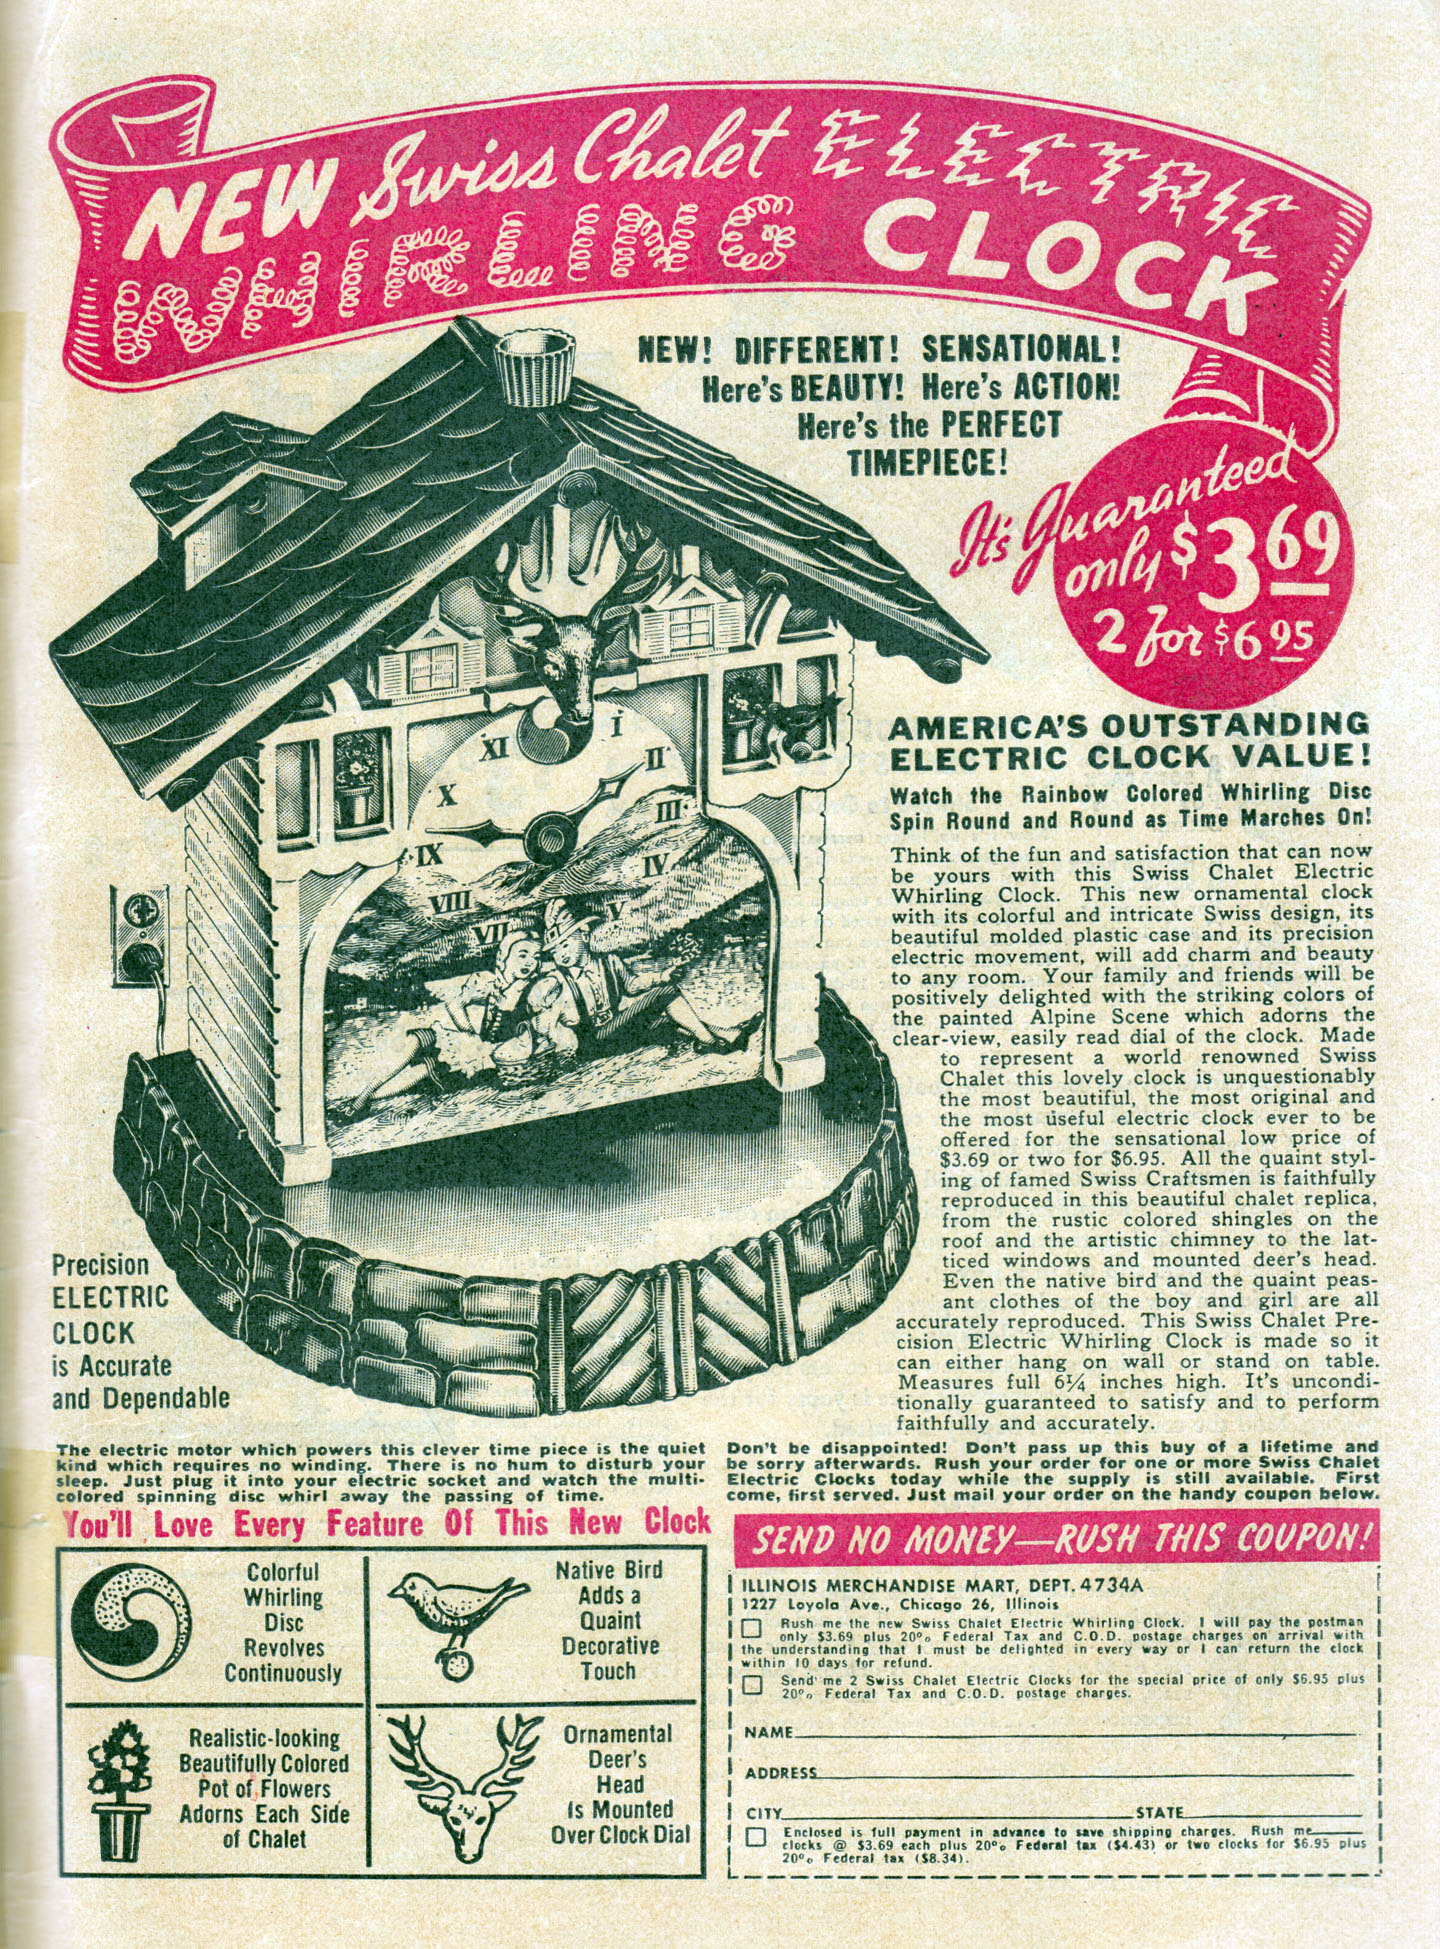 NEW Swiss Chalet ELECTRIC
WHIRLING CLOCK
NEW! DIFFERENT! SENSATIONAL!
Here's BEAUTY! Here's ACTION!
Here's the PERFECT
TIMEPIECE!
It's Guaranteed
only $3.69
2 for $6.95
I
II
III
IV
V
VII
VIII
IX
X
XI
AMERICA'S OUTSTANDING
ELECTRIC CLOCK VALUE!
Watch the Rainbow Colored Whirling Disc
Spin Round and Round as Time Marches On!
Think of the fun and satisfaction that can now
be yours with this Swiss Chalet Electric
Whirling Clock. This new ornamental clock
with its colorful and intricate Swiss design, its
beautiful molded plastic case and its precision
electric movement, will add charm and beauty
to any room. Your family and friends will be
positively delighted with the striking colors of
the painted Alpine Scene which adorns the
clear-view, easily read dial of the clock. Made
to represent a world renowned Swiss
Chalet this lovely clock is unquestionably
the most beautiful, the most original and
the most useful electric clock ever to be
offered for the sensational low price of
$3.69 or two for $6.95. All the quaint styl-
ing of famed Swiss Craftsmen is faithfully
reproduced in this beautiful chalet replica,
from the rustic colored shingles on the
roof and the artistic chimney to the lat-
ticed windows and mounted deer's head.
Even the native bird and the quaint peas-
ant clothes of the boy and girl are all
accurately reproduced. This Swiss Chalet Pre-
cision Electric Whirling Clock is made so it
can either hang on wall or stand on table.
Measures full 6¼ inches high. It's uncondi-
tionally guaranteed to satisfy and to perform
faithfully and accurately.
Precision
ELECTRIC
CLOCK
is Accurate
and Dependable
The electric motor which powers this clever time piece is the quiet
kind which requires no winding. There is no hum to disturb your
sleep. Just plug it into your electric socket and watch the multi-
colored spinning disc whirl away the passing of time.
Don't be disappointed! Don't pass up this buy of a lifetime and
be sorry afterwards. Rush your order for one or more Swiss Chalet
Electric Clocks today while the supply is still available. First
come, first served. Just mail your order on the handy coupon below.
You'll Love Every Feature Of This New Clock
Colorful
Whirling
Disc
Revolves
Continuously
Native Bird
Adds a
Quaint
Decorative
Touch
Realistic-looking
Beautifully Colored
Pot of Flowers
Adorns Each Side
of Chalet
Ornamental
Deer's
Head
Is Mounted
Over Clock Dial
SEND NO MONEY—RUSH THIS COUPON!
ILLINOIS MERCHANDISE MART, DEPT. 4734A
1227 Loyola Ave., Chicago 26, Illinois
Rush me the new Swiss Chalet Electric Whirling Clock. I will pay the postman
only $3.69 plus 20% Federal Tax and C.O.D. postage charges on arrival with
the understanding that I must be delighted in every way or I can return the clock
within 10 days for refund.
Send me 2 Swiss Chalet Electric Clocks for the special price of only $6.95 plus
20% Federal Tax and C.O.D. postage charges.
NAME
ADDRESS
CITY STATE
Enclosed is full payment in advance to save shipping charges. Rush me
clocks @ $3.69 each plus 20% Federal tax ($4.43) or two clocks for $6.95 plus
20% Federal tax ($8.34).